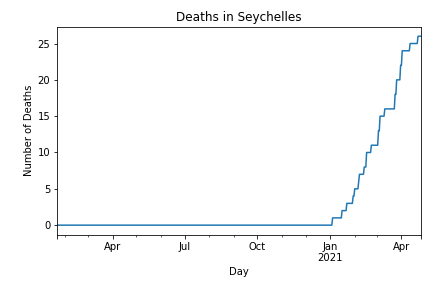 Deaths in Seychelles
Number of Deaths
25
20
15
10
5
0
Apr
Jul
Oct
Jan
2021
Apr
Day